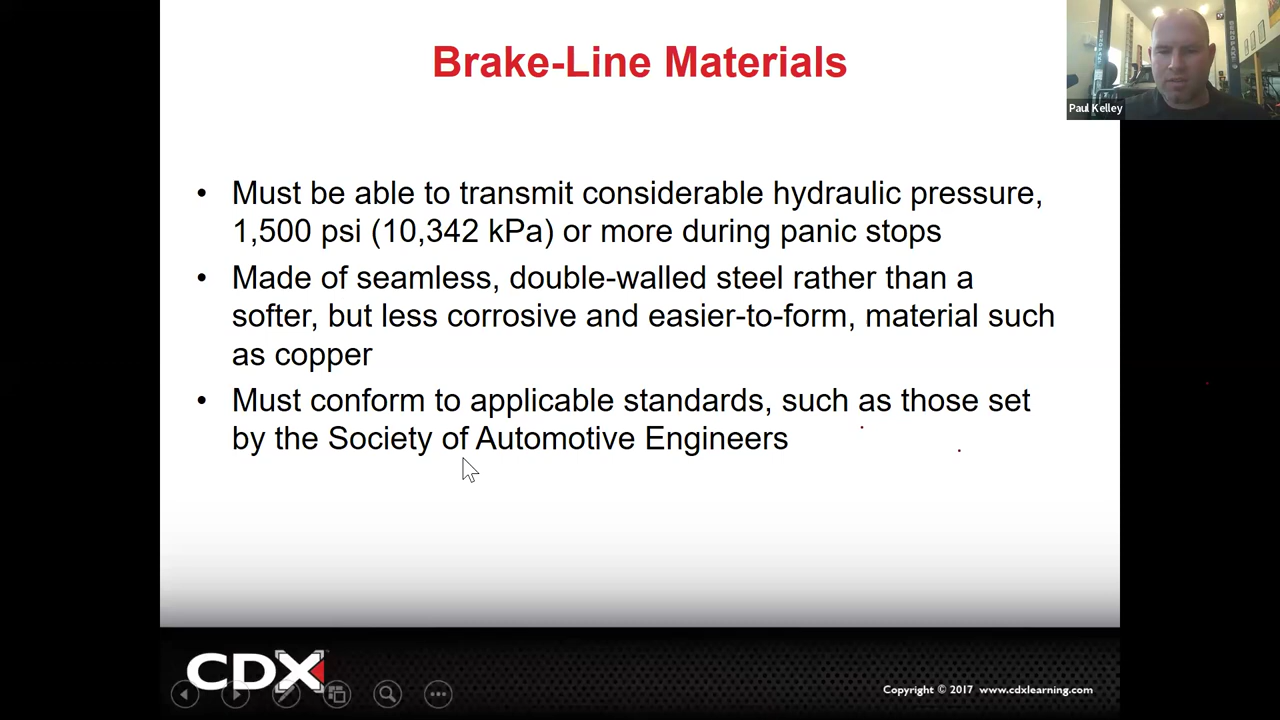 Brake-Line Materials
Paul Kelley
• Must be able to transmit considerable hydraulic pressure,
1,500 psi (10,342 kPa) or more during panic stops
• Made of seamless, double-walled steel rather than a
softer, but less corrosive and easier-to-form, material such
as copper
• Must conform to applicable standards, such as those set
by the Society of Automotive Engineers
CDX
Copyright © 2017 www.cdxlearning.com